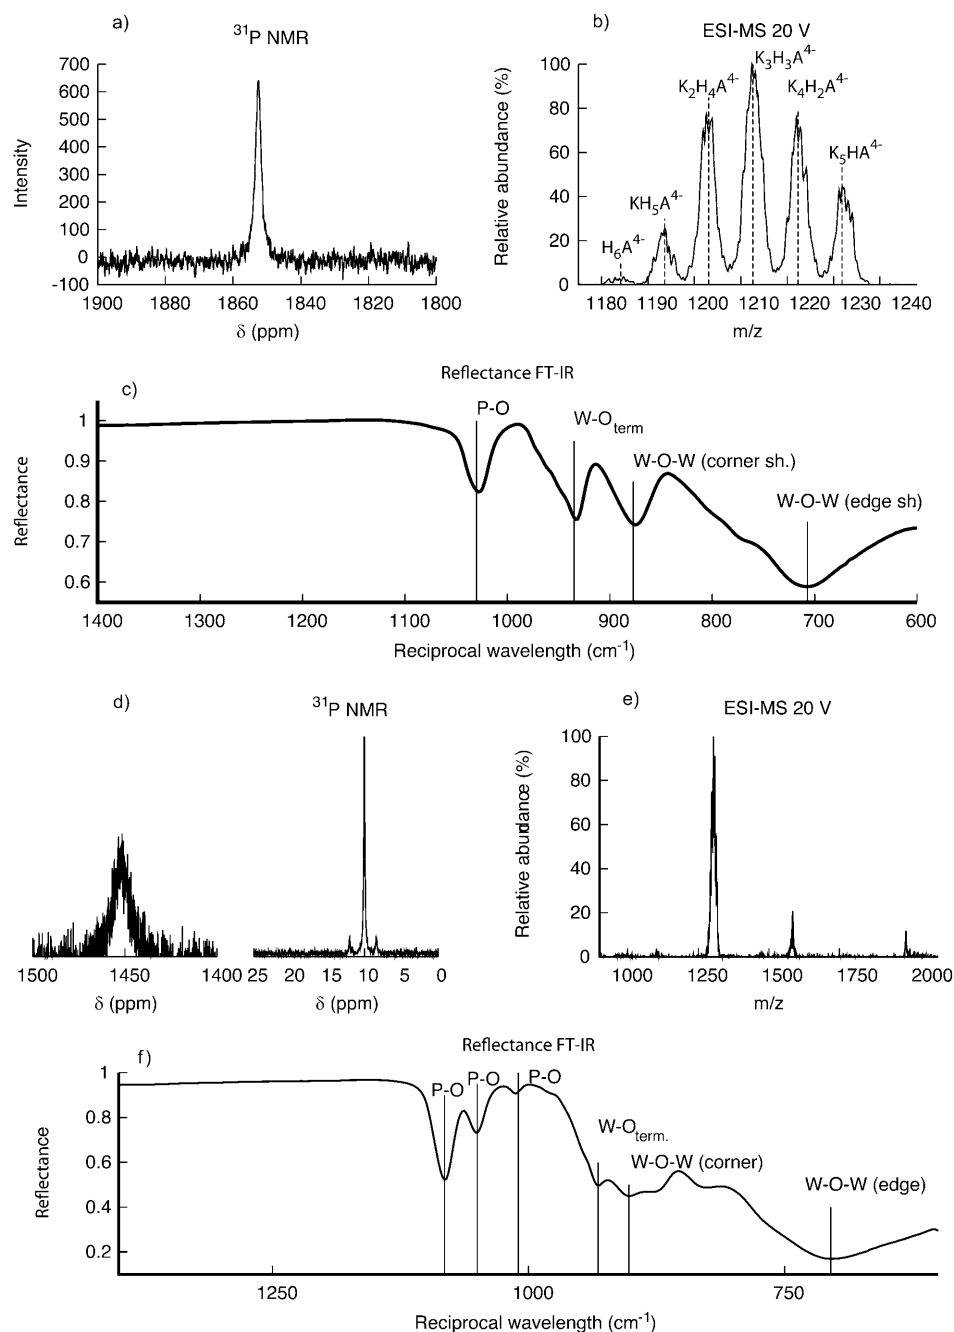 a)
³¹P NMR
700
600
500
400
300
200
100
0
-100
Intensity
1900 1880 1860 1840 1820 1800
δ (ppm)
b)
ESI-MS 20 V
100
80
60
40
20
0
Relative abundance (%)
H₆A⁴⁻
KH₅A⁴⁻
K₂H₄A⁴⁻
K₃H₃A⁴⁻
K₄H₂A⁴⁻
K₅HA⁴⁻
1180 1190 1200 1210 1220 1230 1240
m/z
c)
Reflectance FT-IR
1
0.9
0.8
0.7
0.6
Reflectance
P-O
W-O term
W-O-W (corner sh.)
W-O-W (edge sh)
1400 1300 1200 1100 1000 900 800 700 600
Reciprocal wavelength (cm⁻¹)
d)
³¹P NMR
1500 1450 1400
δ (ppm)
25 20 15 10 5 0
δ (ppm)
e)
ESI-MS 20 V
100
80
60
40
20
0
Relative abundance (%)
1000 1250 1500 1750 2000
m/z
f)
Reflectance FT-IR
1
0.8
0.6
0.4
0.2
Reflectance
P-O
P-O
P-O
W-O term.
W-O-W (corner)
W-O-W (edge)
1250 1000 750
Reciprocal wavelength (cm⁻¹)